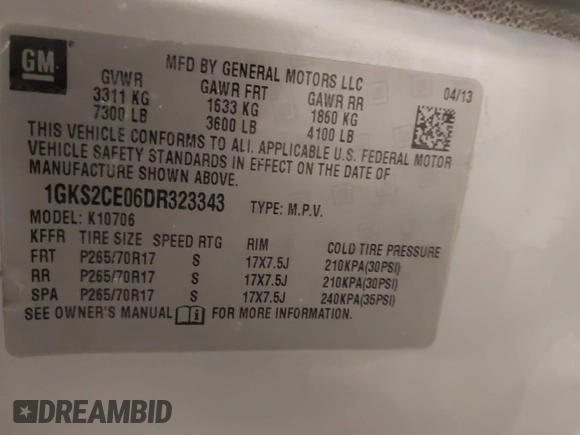 GM
MFD BY GENERAL MOTORS LLC
04/13
GVWR GAWR FRT GAWR RR
3311 KG 1633 KG 1860 KG
7300 LB 3600 LB 4100 LB
THIS VEHICLE CONFORMS TO ALL APPLICABLE U.S. FEDERAL MOTOR
VEHICLE SAFETY STANDARDS IN EFFECT ON THE DATE OF
MANUFACTURE SHOWN ABOVE.
1GKS2CE06DR323343 TYPE: M.P.V.
MODEL: K10706
KFFR TIRE SIZE SPEED RTG RIM COLD TIRE PRESSURE
FRT P265/70R17 S 17X7.5J 210KPA(30PSI)
RR P265/70R17 S 17X7.5J 210KPA(30PSI)
SPA P265/70R17 S 17X7.5J 240KPA(35PSI)
SEE OWNER'S MANUAL FOR MORE INFORMATION.
DREAMBID